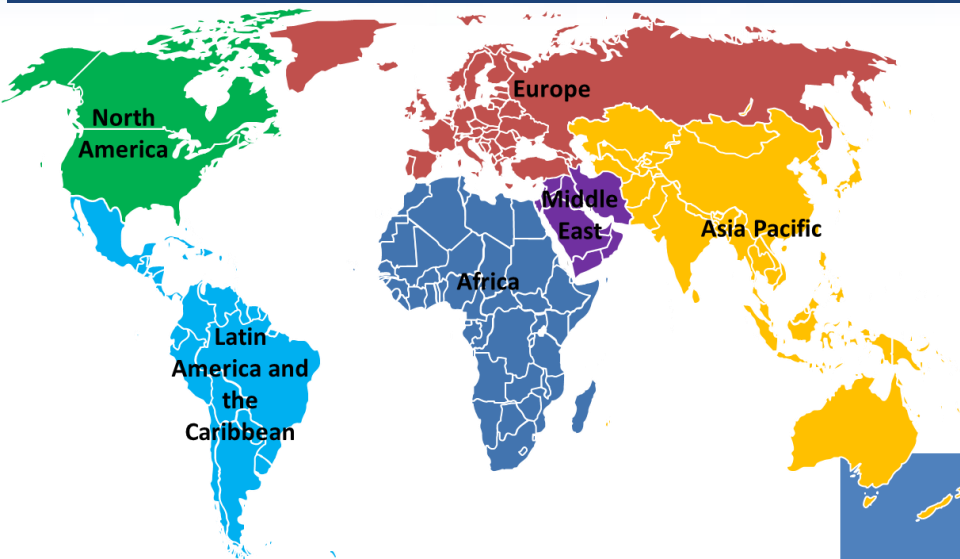 North
America
Europe
Middle
East
Asia Pacific
Africa
Latin
America and
the
Caribbean